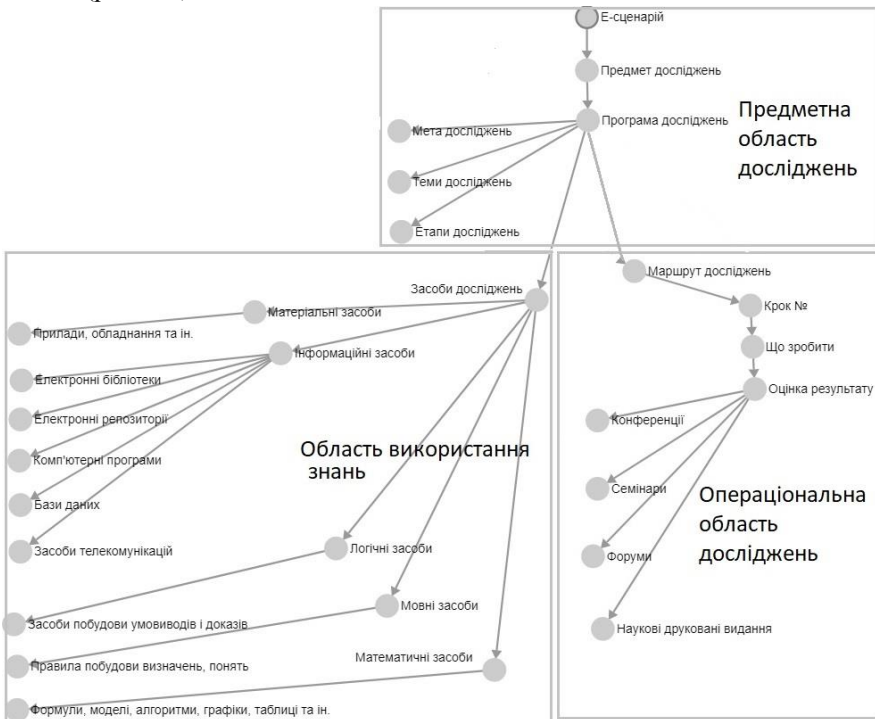 Е-сценарій
Предмет досліджень
Програма досліджень
Предметна
область
досліджень
Мета досліджень
Теми досліджень
Етапи досліджень
Засоби досліджень
Матеріальні засоби
Прилади, обладнання та ін.
Інформаційні засоби
Електронні бібліотеки
Електронні репозиторії
Комп'ютерні програми
Бази даних
Засоби телекомунікацій
Область використання
знань
Логічні засоби
Засоби побудови умовиводів і доказів
Мовні засоби
Правила побудови визначень, понять
Математичні засоби
Формули, моделі, алгоритми, графіки, таблиці та ін.
Маршрут досліджень
Крок №
Що зробити
Оцінка результату
Конференції
Семінари
Форуми
Наукові друковані видання
Операціональна
область
досліджень